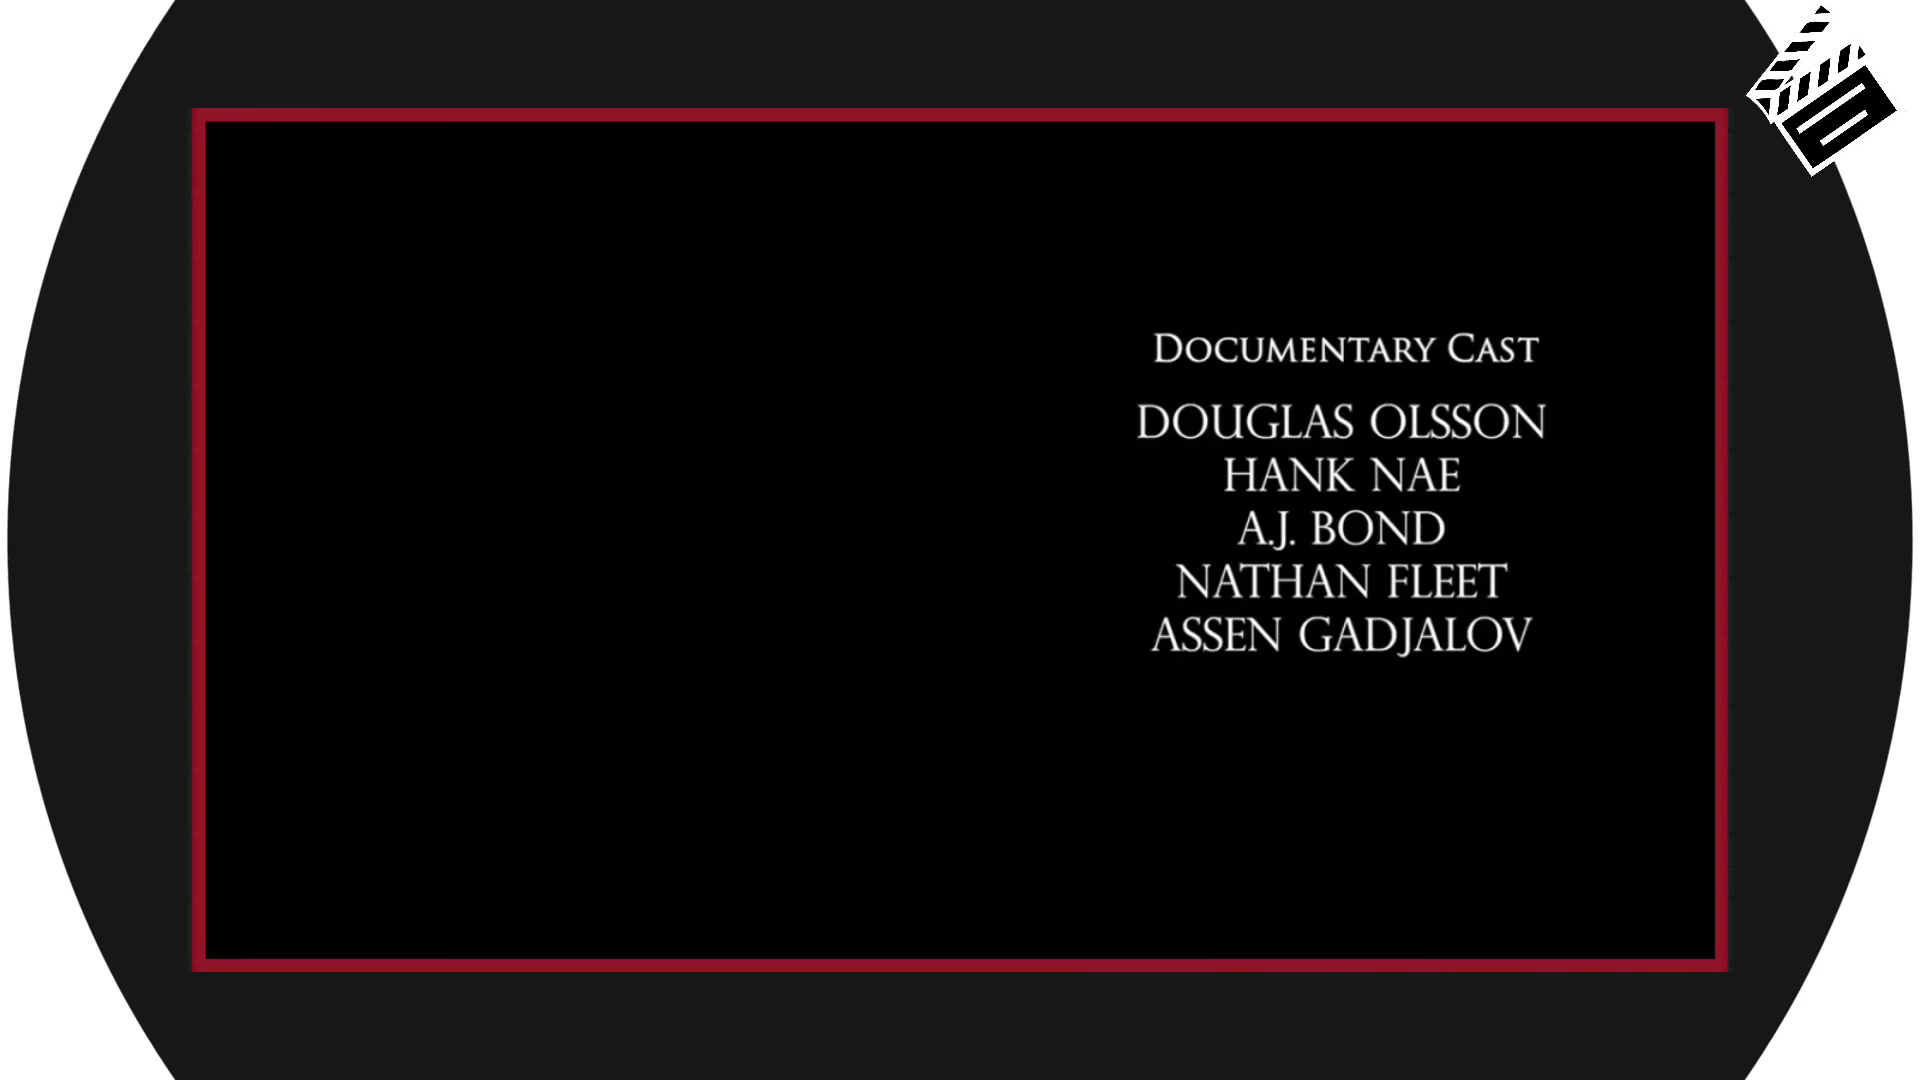 Documentary Cast
DOUGLAS OLSSON
HANK NAE
A.J. BOND
NATHAN FLEET
ASSEN GADJALOV